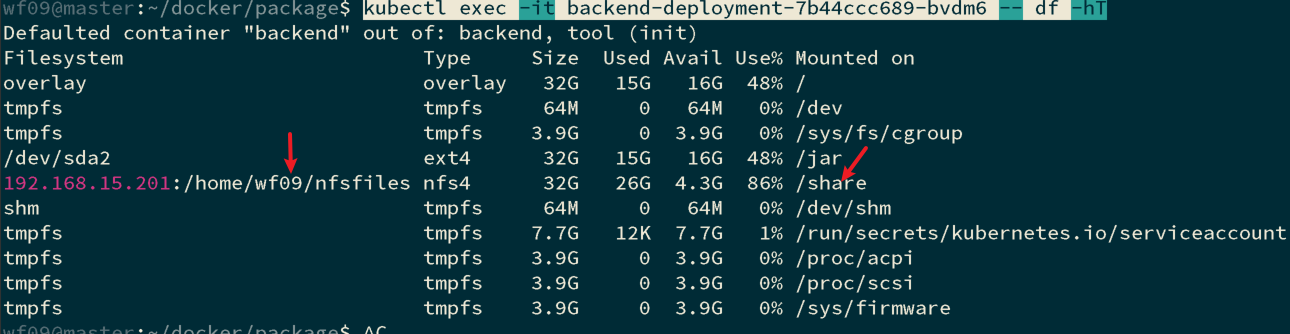 wf09@master:~/docker/package$ kubectl exec -it backend-deployment-7b44ccc689-bvdm6 -- df -hT
Defaulted container "backend" out of: backend, tool (init)
Filesystem Type Size Used Avail Use% Mounted on
overlay overlay 32G 15G 16G 48% /
tmpfs tmpfs 64M 0 64M 0% /dev
tmpfs tmpfs 3.9G 0 3.9G 0% /sys/fs/cgroup
/dev/sda2 ext4 32G 15G 16G 48% /jar
192.168.15.201:/home/wf09/nfsfiles nfs4 32G 26G 4.3G 86% /share
shm tmpfs 64M 0 64M 0% /dev/shm
tmpfs tmpfs 7.7G 12K 7.7G 1% /run/secrets/kubernetes.io/serviceaccount
tmpfs tmpfs 3.9G 0 3.9G 0% /proc/acpi
tmpfs tmpfs 3.9G 0 3.9G 0% /proc/scsi
tmpfs tmpfs 3.9G 0 3.9G 0% /sys/firmware
wf09@master:~/docker/package$ ^C